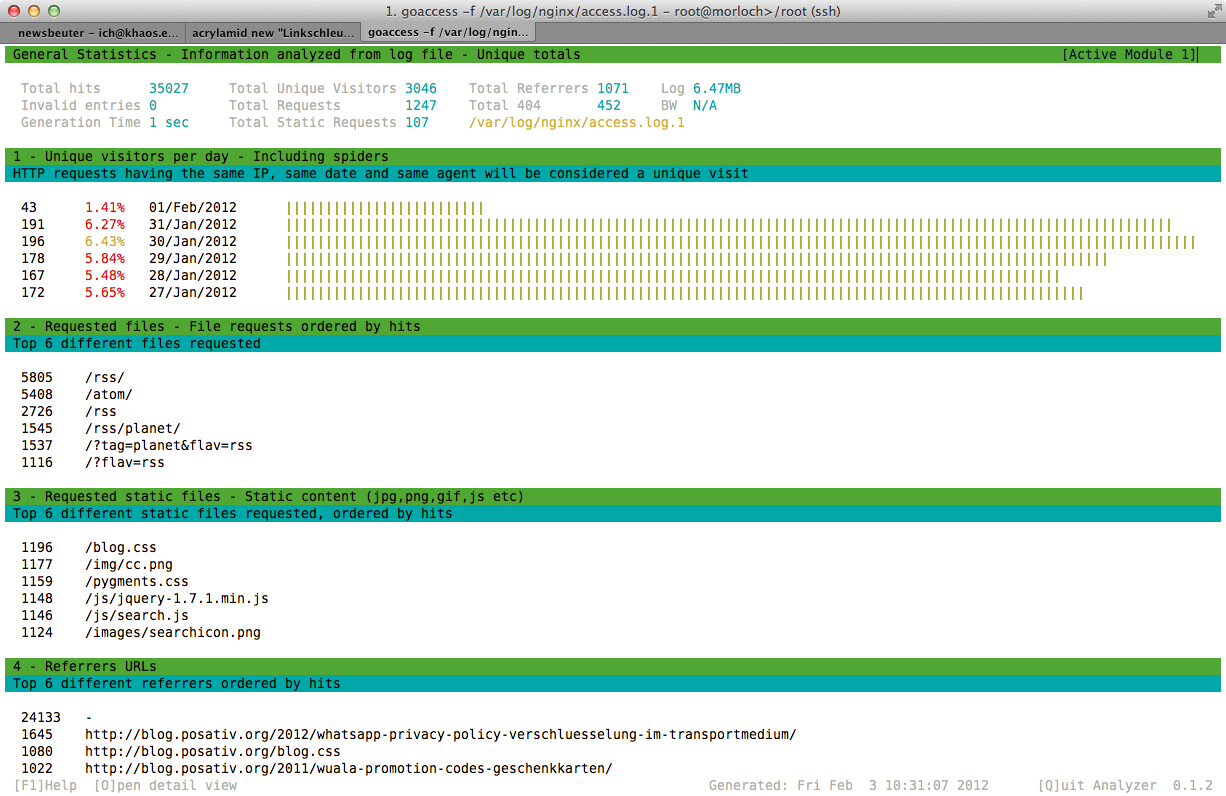 1. goaccess -f /var/log/nginx/access.log.1 - root@morloch>/root (ssh)
newsbeuter - ich@khaos.e... acrylamid new "Linkschleu... goaccess -f /var/log/ngin...
General Statistics - Information analyzed from log file - Unique totals [Active Module 1]
Total hits 35027 Total Unique Visitors 3046 Total Referrers 1071 Log 6.47MB
Invalid entries 0 Total Requests 1247 Total 404 452 BW N/A
Generation Time 1 sec Total Static Requests 107 /var/log/nginx/access.log.1
1 - Unique visitors per day - Including spiders
HTTP requests having the same IP, same date and same agent will be considered a unique visit
43 1.41% 01/Feb/2012
191 6.27% 31/Jan/2012
196 6.43% 30/Jan/2012
178 5.84% 29/Jan/2012
167 5.48% 28/Jan/2012
172 5.65% 27/Jan/2012
2 - Requested files - File requests ordered by hits
Top 6 different files requested
5805 /rss/
5408 /atom/
2726 /rss
1545 /rss/planet/
1537 /?tag=planet&flav=rss
1116 /?flav=rss
3 - Requested static files - Static content (jpg,png,gif,js etc)
Top 6 different static files requested, ordered by hits
1196 /blog.css
1177 /img/cc.png
1159 /pygments.css
1148 /js/jquery-1.7.1.min.js
1146 /js/search.js
1124 /images/searchicon.png
4 - Referrers URLs
Top 6 different referrers ordered by hits
24133 -
1645 http://blog.posativ.org/2012/whatsapp-privacy-policy-verschluesselung-im-transportmedium/
1080 http://blog.posativ.org/blog.css
1022 http://blog.posativ.org/2011/wuala-promotion-codes-geschenkkarten/
[F1]Help [O]pen detail view Generated: Fri Feb 3 10:31:07 2012 [Q]uit Analyzer 0.1.2